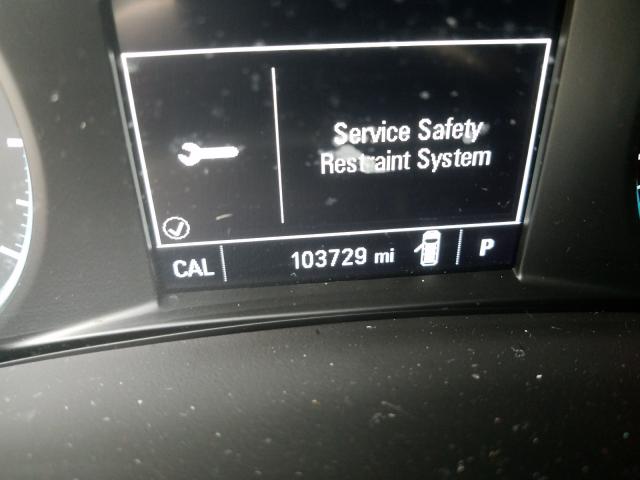 Service Safety
Restraint System
CAL 103729 mi P